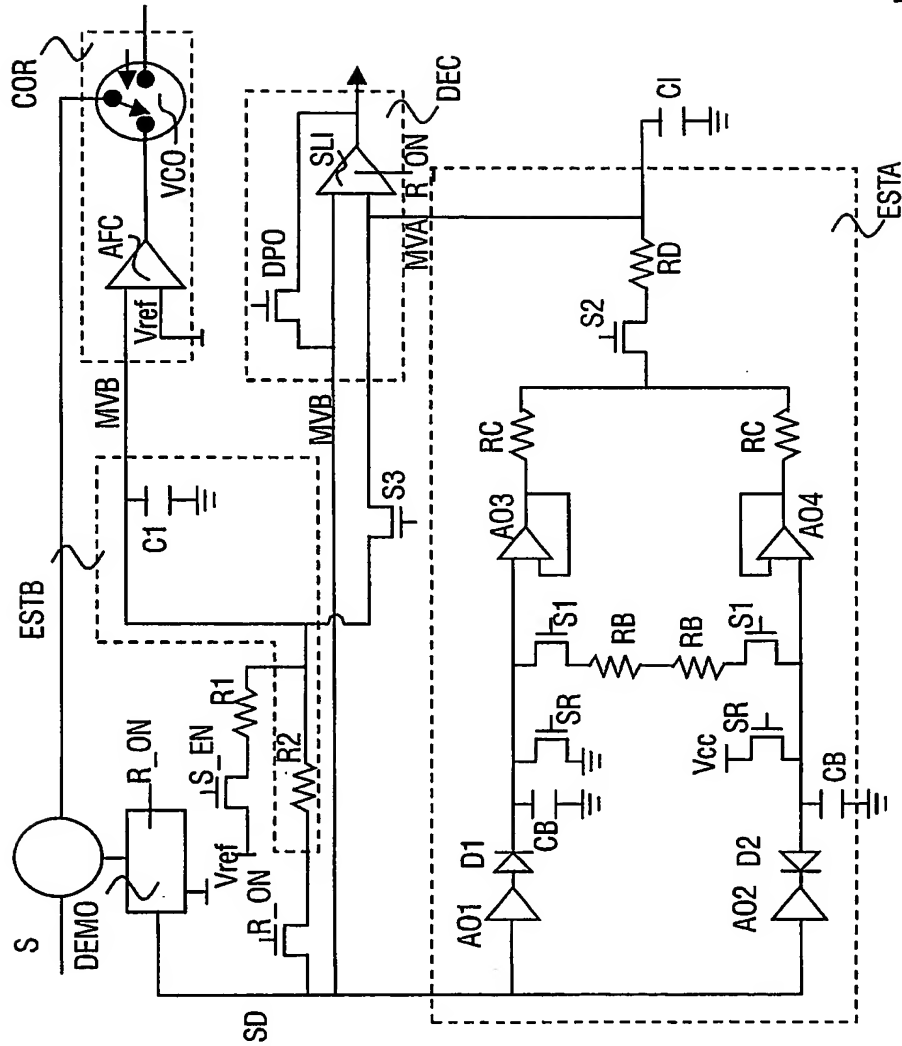 COR
S
DEMO
R_ON
ESTB
AFC
Vref
VCO
MVB
C1
S_EN
R1
Vref
R2
R_ON
DPO
SLI
DEC
MVB
R_ON
MVA
S3
SD
CI
ESTA
S2
RD
AO1
D1
CB
SR
S1
RB
RB
S1
AO3
RC
AO2
D2
CB
Vcc
SR
AO4
RC